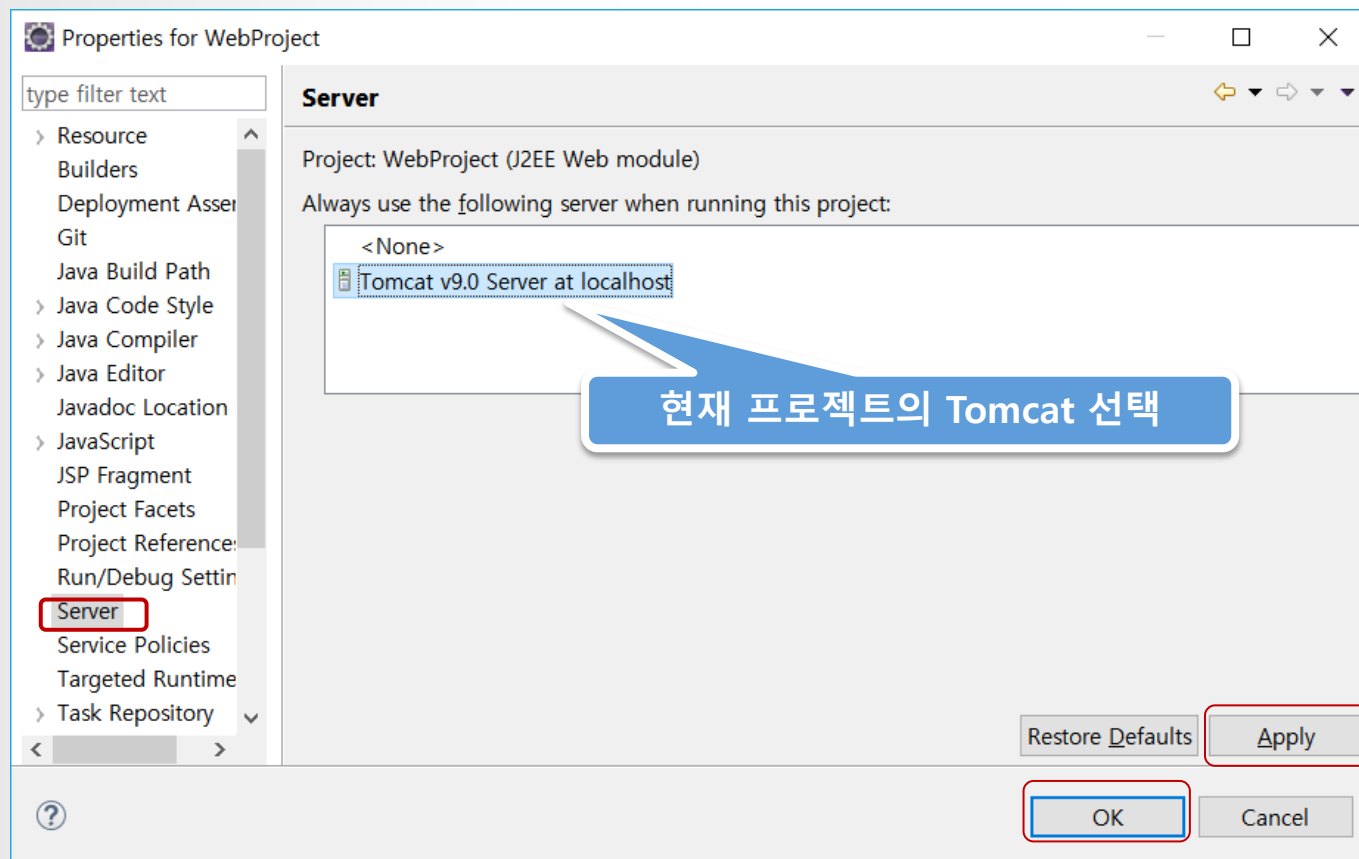 Properties for WebProject
type filter text
Server
Resource
Builders
Deployment Asser
Git
Java Build Path
Java Code Style
Java Compiler
Java Editor
Javadoc Location
JavaScript
JSP Fragment
Project Facets
Project References
Run/Debug Settin
Server
Service Policies
Targeted Runtime
Task Repository
Project: WebProject (J2EE Web module)
Always use the following server when running this project:
<None>
Tomcat v9.0 Server at localhost
현재 프로젝트의 Tomcat 선택
Restore Defaults
Apply
OK
Cancel